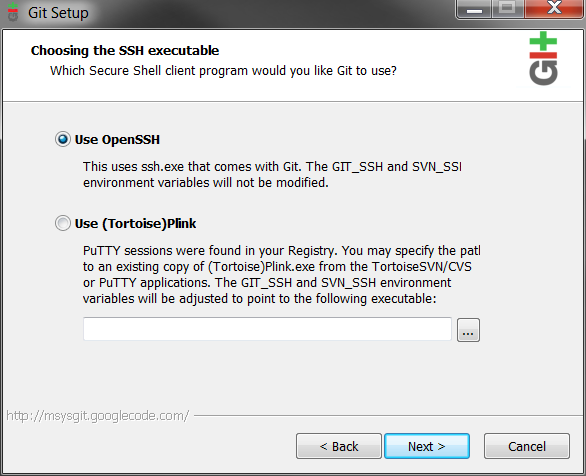 Git Setup
Choosing the SSH executable
Which Secure Shell client program would you like Git to use?
GIT
Use OpenSSH
This uses ssh.exe that comes with Git. The GIT_SSH and SVN_SSI
environment variables will not be modified.
Use (Tortoise)Plink
PuTTY sessions were found in your Registry. You may specify the patl
to an existing copy of (Tortoise)Plink.exe from the TortoiseSVN/CVS
or PuTTY applications. The GIT_SSH and SVN_SSH environment
variables will be adjusted to point to the following executable:
...
http://msysgit.googlecode.com/
< Back
Next >
Cancel